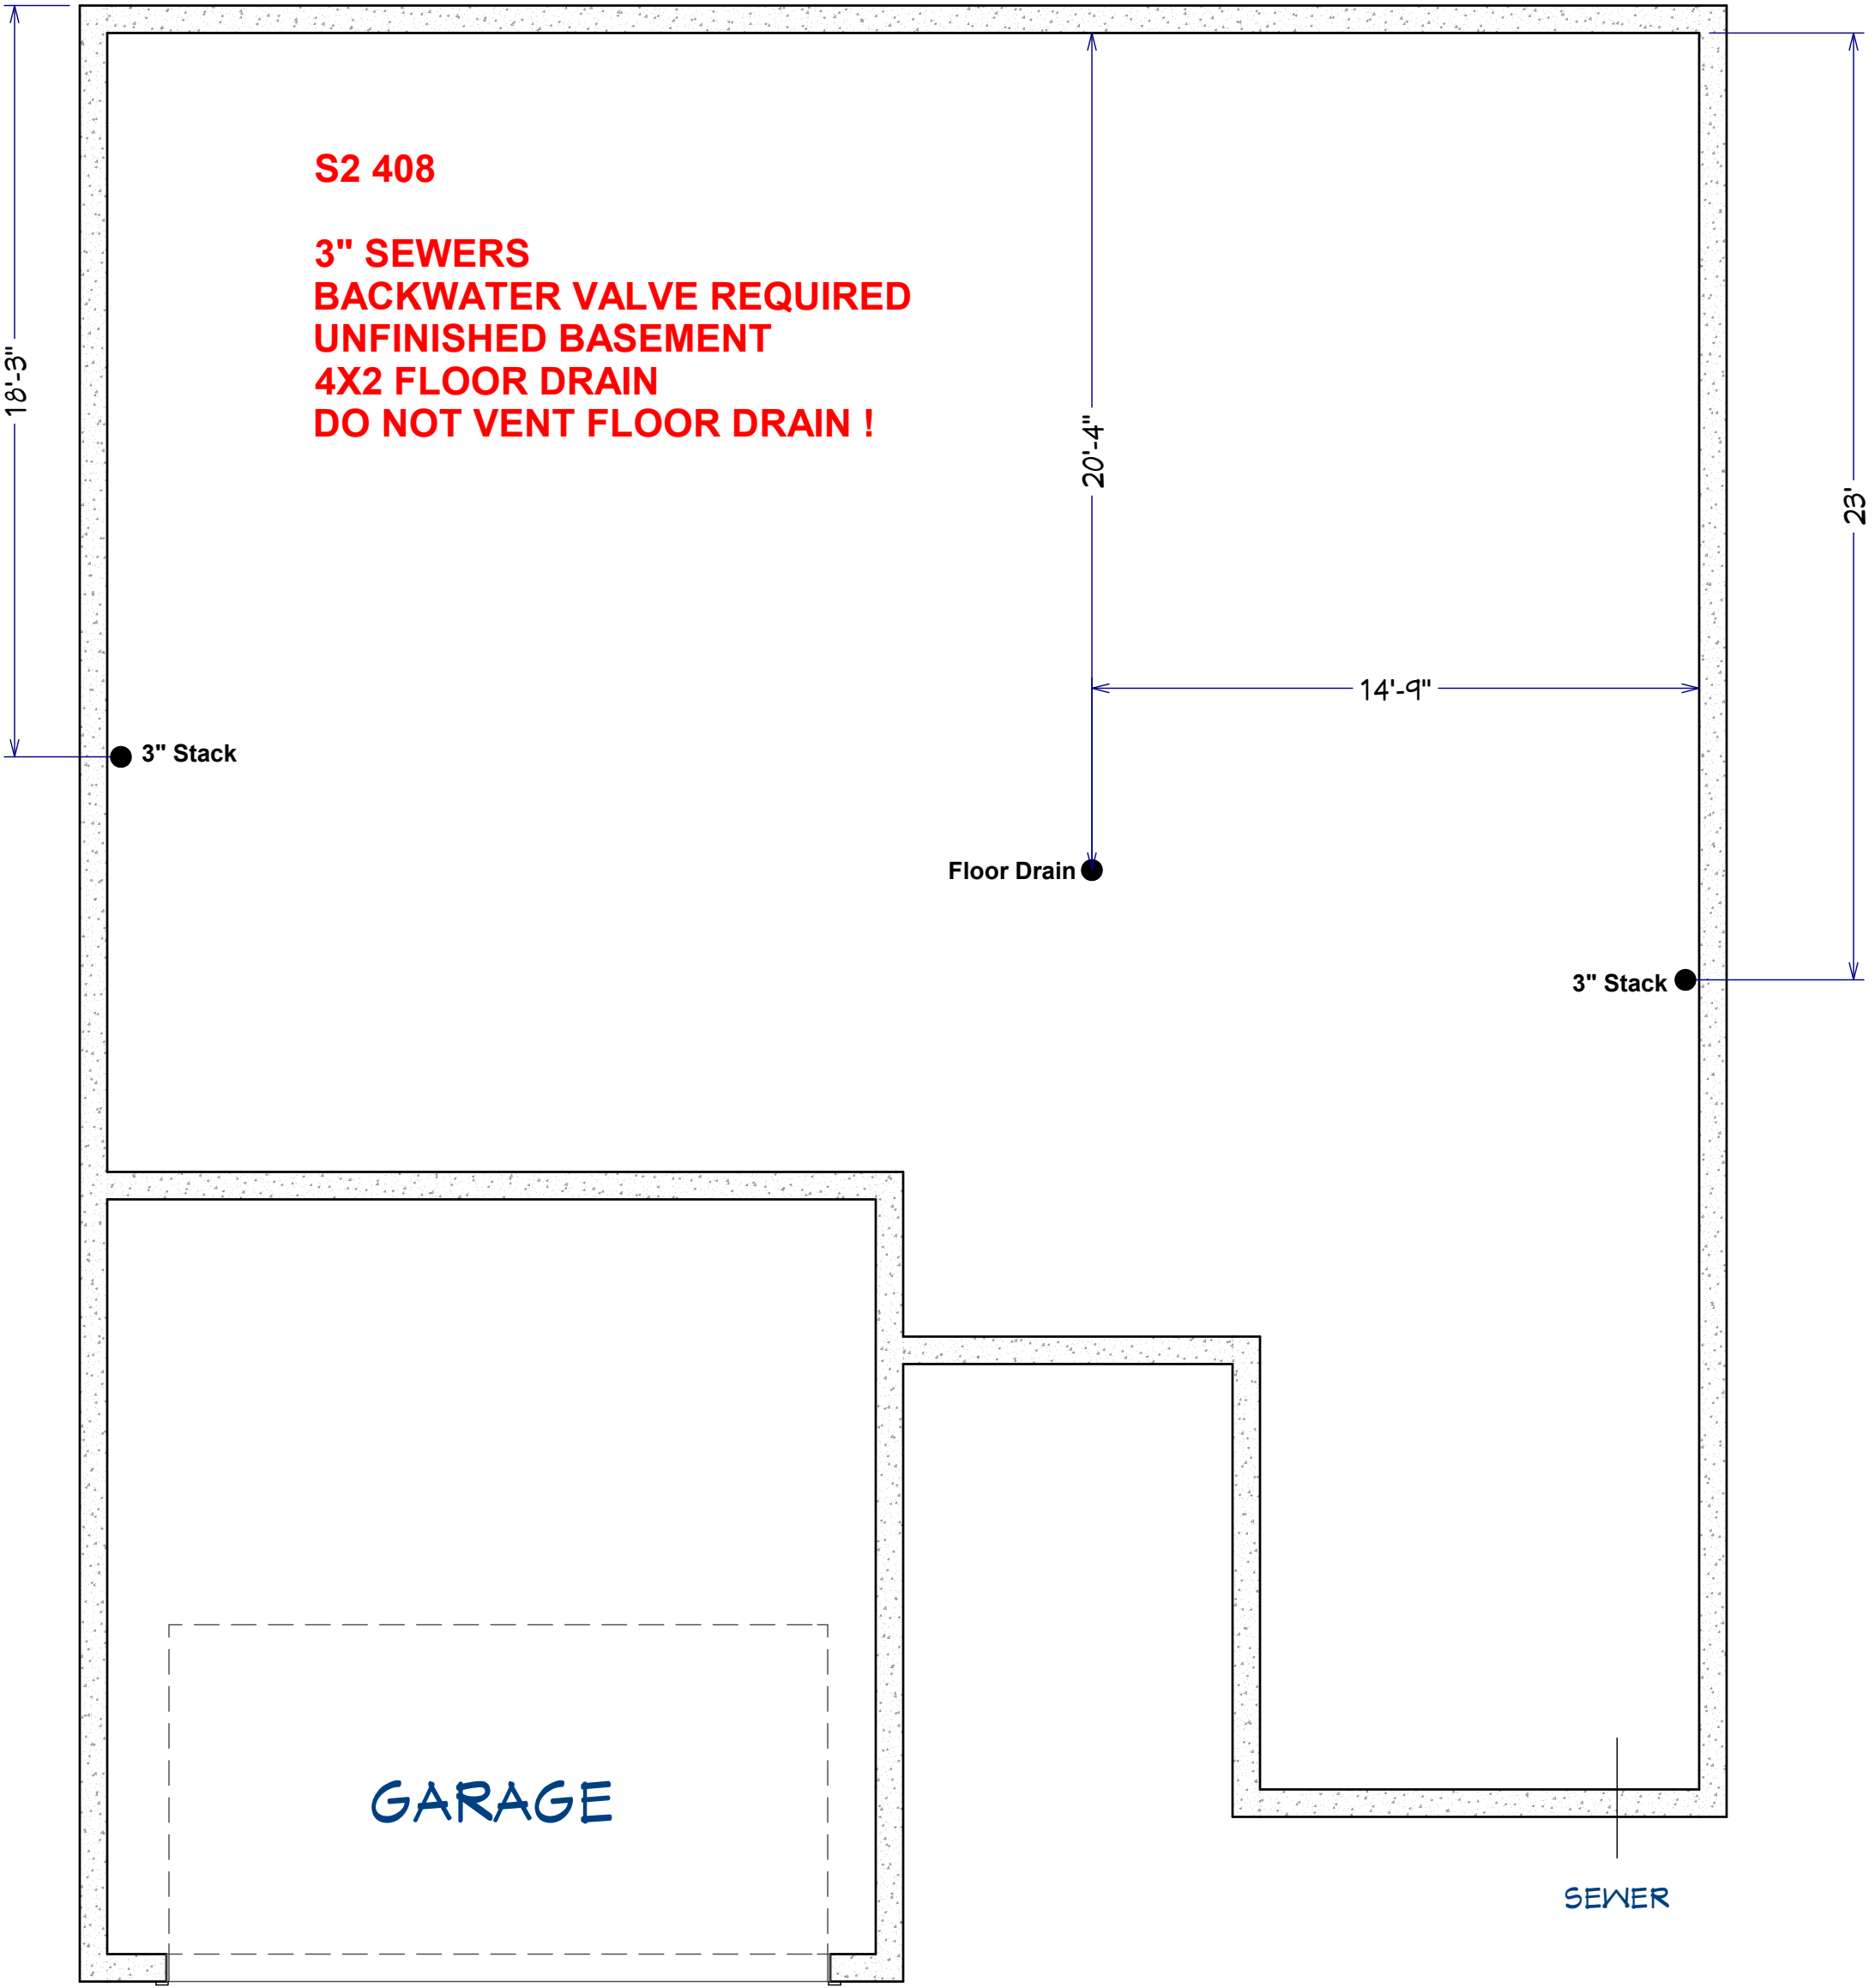 S2 408
3" SEWERS
BACKWATER VALVE REQUIRED
UNFINISHED BASEMENT
4X2 FLOOR DRAIN
DO NOT VENT FLOOR DRAIN !
18'-3"
20'-4"
23'
14'-9"
3" Stack
Floor Drain
3" Stack
GARAGE
SEWER